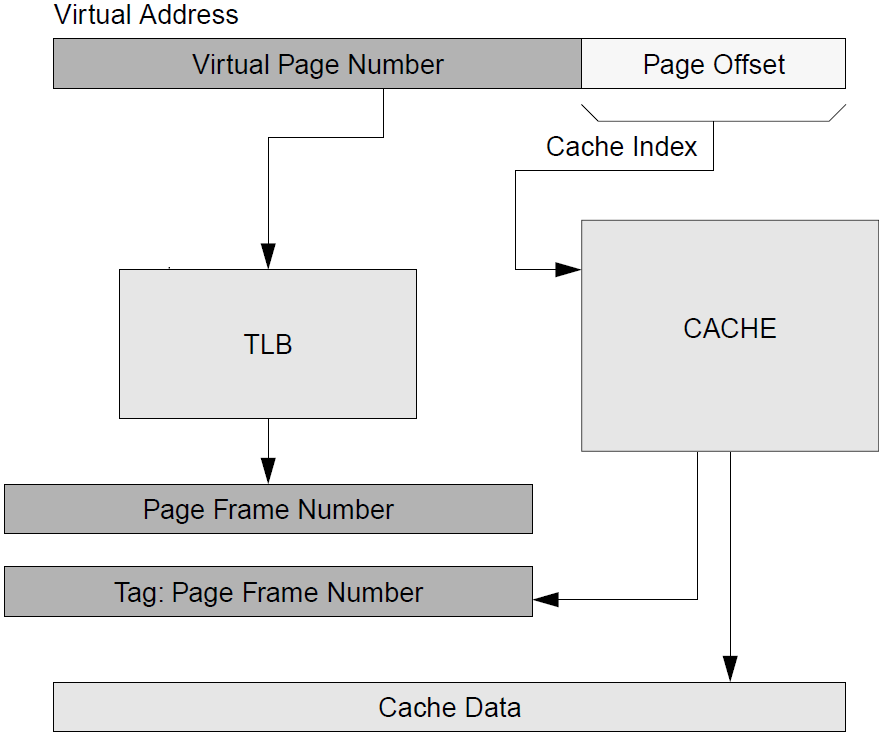 Virtual Address
Virtual Page Number
Page Offset
Cache Index
TLB
CACHE
Page Frame Number
Tag: Page Frame Number
Cache Data